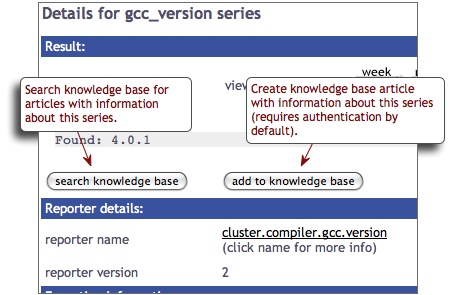 Details for gcc_version series
Result:
week
view
Search knowledge base for
articles with information
about this series.
Create knowledge base article
with information about this series
(requires authentication by
default).
Found: 4.0.1
search knowledge base
add to knowledge base
Reporter details:
reporter name
cluster.compiler.gcc.version
(click name for more info)
reporter version
2